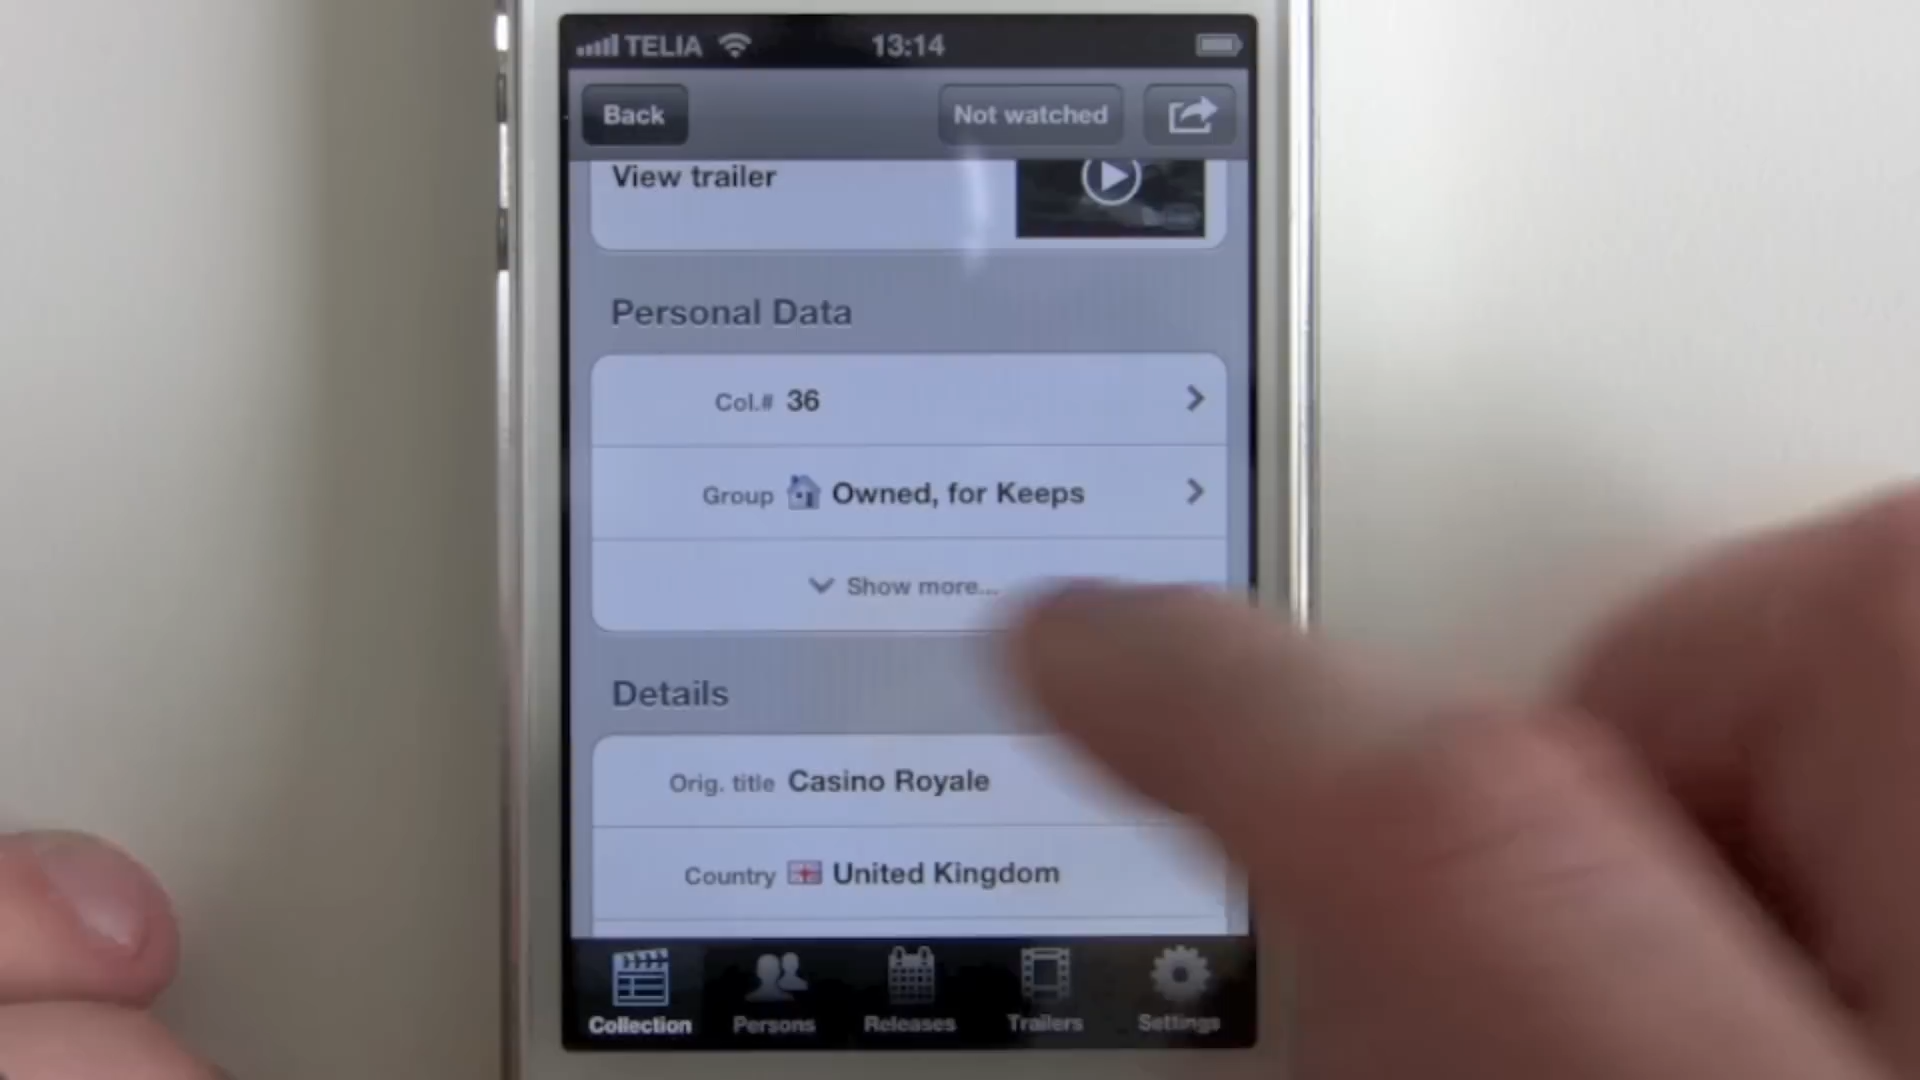 TELIA 13:14
Back Not watched
View trailer
Personal Data
Col.# 36
Group Owned, for Keeps
Show more...
Details
Orig. title Casino Royale
Country United Kingdom
Collection Persons Releases Trailers Settings